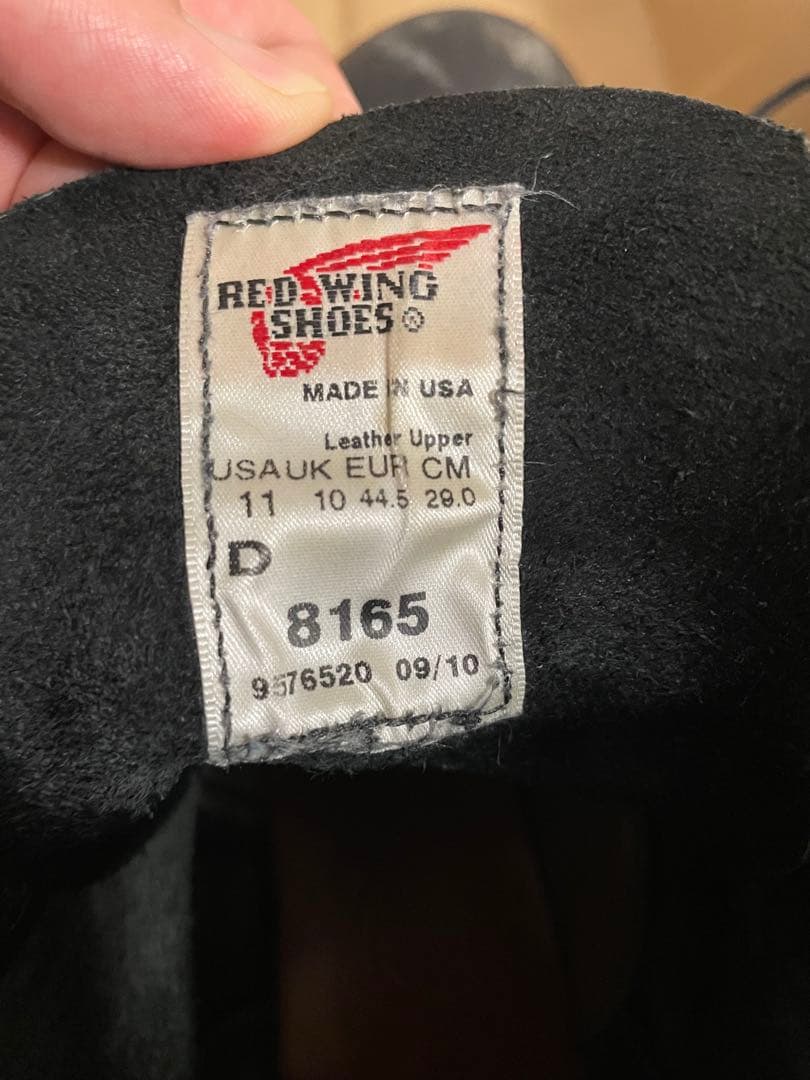 RED WING
SHOES ®
MADE IN USA
Leather Upper
USA UK EUR CM
11 10 44.5 29.0
D
8165
9576520 09/10